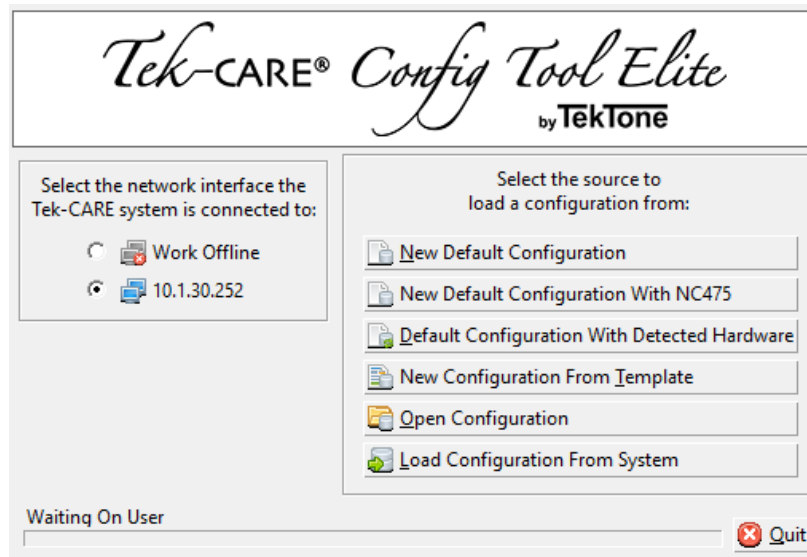 Tek-CARE® Config Tool Elite
by TekTone
Select the network interface the
Tek-CARE system is connected to:
Work Offline
10.1.30.252
Select the source to
load a configuration from:
New Default Configuration
New Default Configuration With NC475
Default Configuration With Detected Hardware
New Configuration From Template
Open Configuration
Load Configuration From System
Waiting On User
Quit